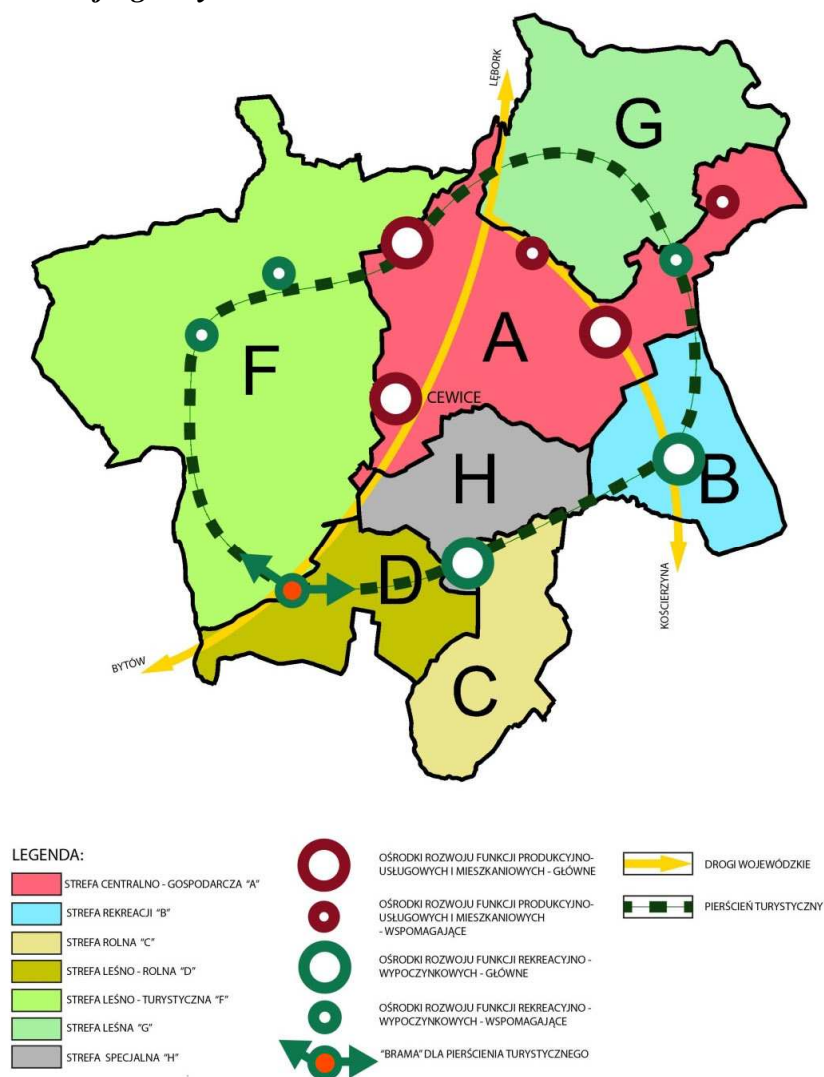 LĘBORK
G
A
F
CEWICE
H
B
D
KOŚCIERZYNA
BYTÓW
C
LEGENDA:
STREFA CENTRALNO - GOSPODARCZA "A"
STREFA REKREACJI "B"
STREFA ROLNA "C"
STREFA LEŚNO - ROLNA "D"
STREFA LEŚNO - TURYSTYCZNA "F"
STREFA LEŚNA "G"
STREFA SPECJALNA "H"
OŚRODKI ROZWOJU FUNKCJI PRODUKCYJNO-
USŁUGOWYCH I MIESZKANIOWYCH - GŁÓWNE
OŚRODKI ROZWOJU FUNKCJI PRODUKCYJNO-
USŁUGOWYCH I MIESZKANIOWYCH
- WSPOMAGAJĄCE
OŚRODKI ROZWOJU FUNKCJI REKREACYJNO -
WYPOCZYNKOWYCH - GŁÓWNE
OŚRODKI ROZWOJU FUNKCJI REKREACYJNO -
WYPOCZYNKOWYCH - WSPOMAGAJĄCE
"BRAMA" DLA PIERŚCIENIA TURYSTYCZNEGO
DROGI WOJEWÓDZKIE
PIERŚCIEŃ TURYSTYCZNY